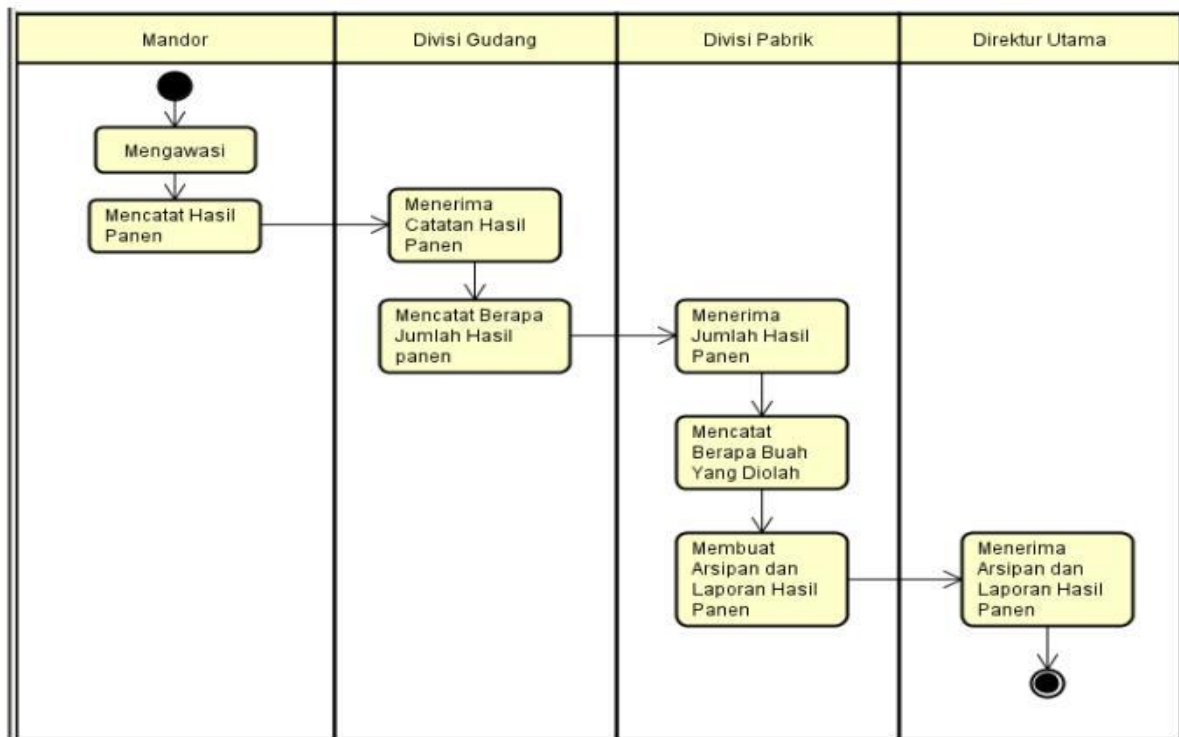 Mandor
Divisi Gudang
Divisi Pabrik
Direktur Utama
Mengawasi
Mencatat Hasil
Panen
Menerima
Catatan Hasil
Panen
Mencatat Berapa
Jumlah Hasil
panen
Menerima
Jumlah Hasil
Panen
Mencatat
Berapa Buah
Yang Diolah
Membuat
Arsipan dan
Laporan Hasil
Panen
Menerima
Arsipan dan
Laporan Hasil
Panen